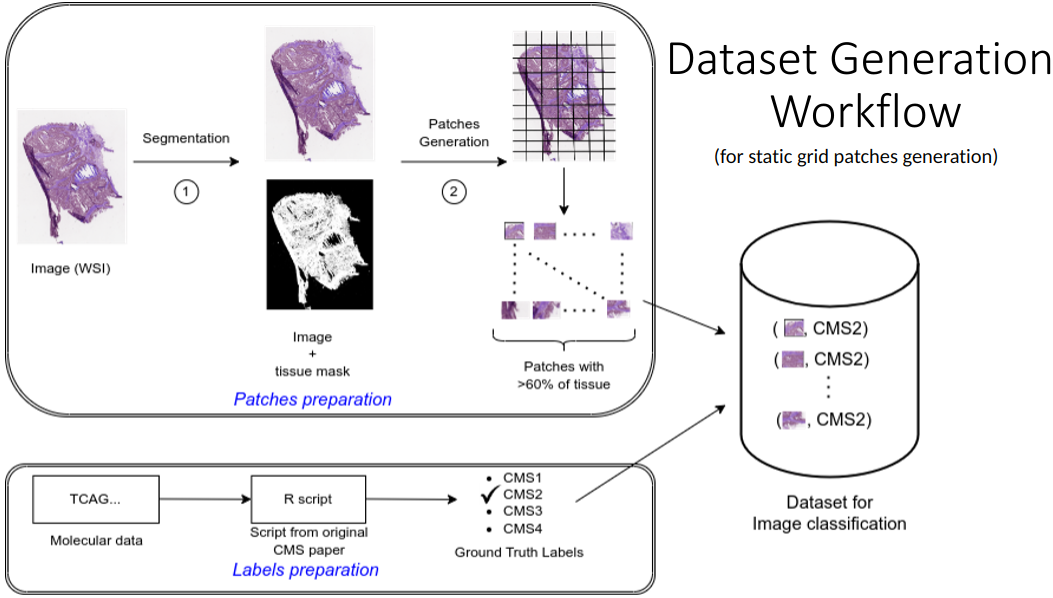 Dataset Generation
Workflow
(for static grid patches generation)
Segmentation
1
Image (WSI)
Image
+
tissue mask
Patches
Generation
2
Patches with
>60% of tissue
Patches preparation
TCAG...
Molecular data
R script
Script from original
CMS paper
CMS1
CMS2
CMS3
CMS4
Ground Truth Labels
Labels preparation
( , CMS2)
( , CMS2)
( , CMS2)
Dataset for
Image classification